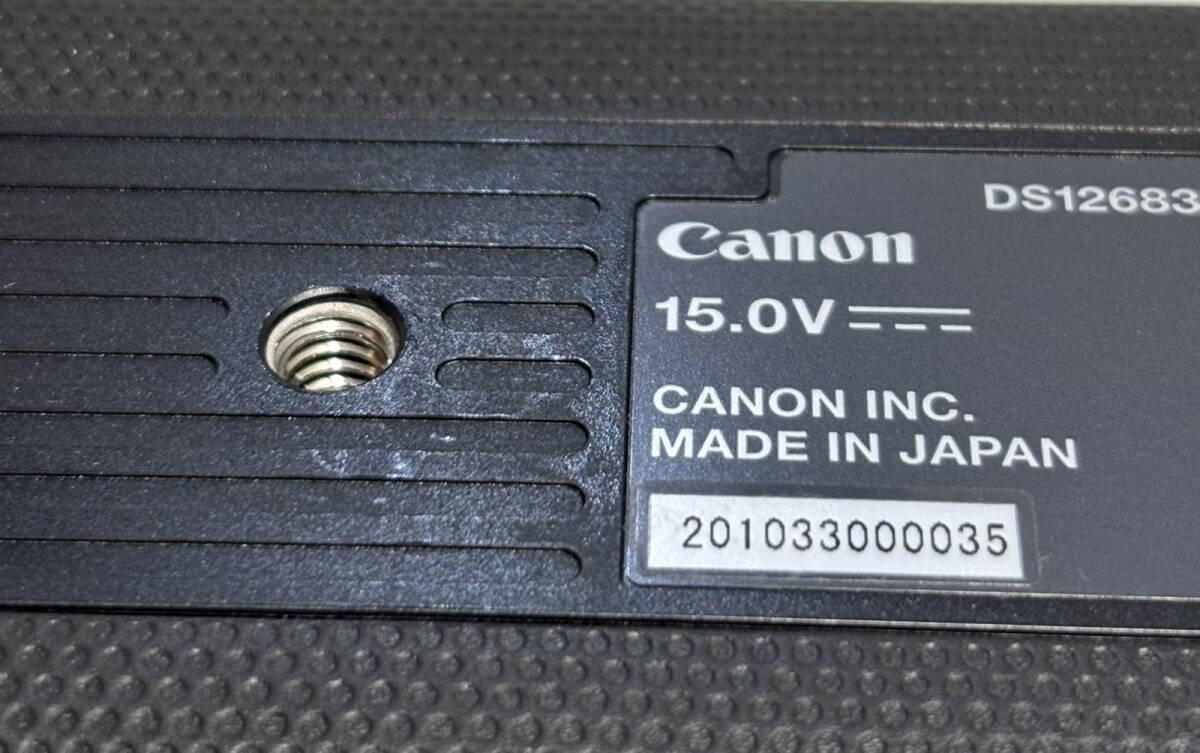 DS12683
Canon
15.0V
CANON INC.
MADE IN JAPAN
201033000035